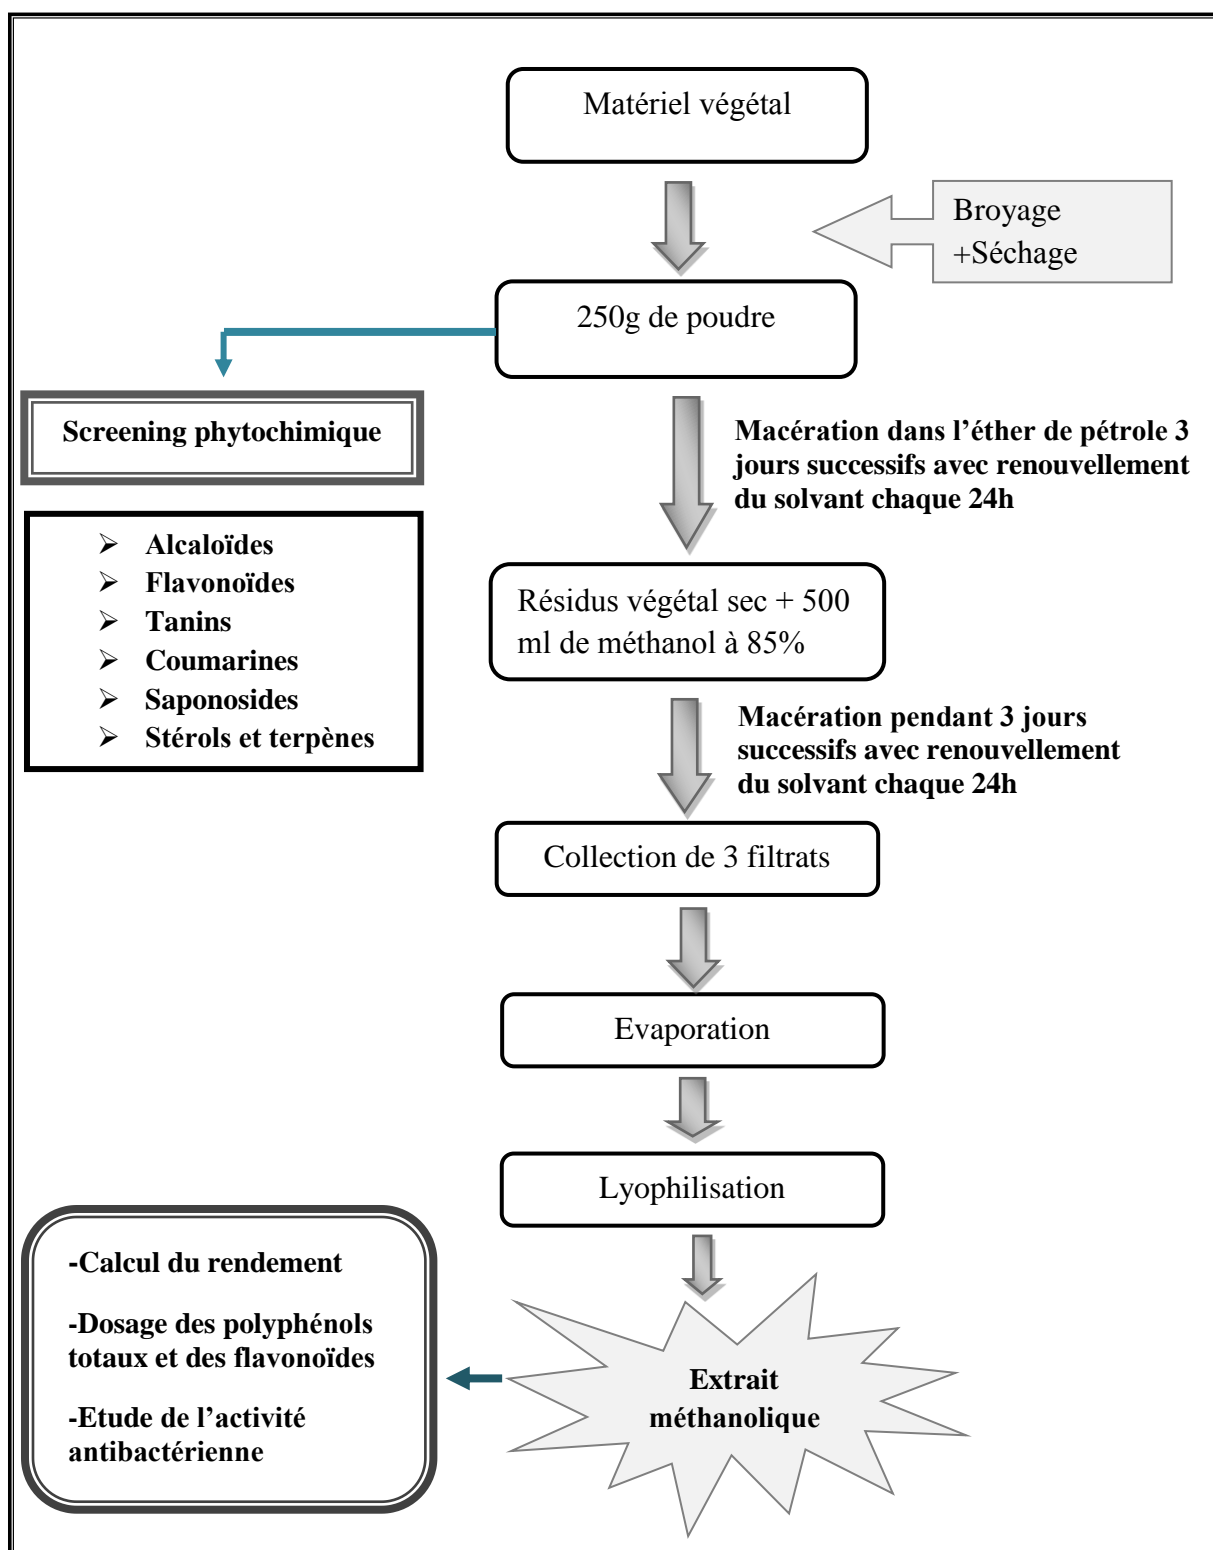 Matériel végétal
Broyage
+Séchage
250g de poudre
Screening phytochimique
Alcaloïdes
Flavonoïdes
Tanins
Coumarines
Saponosides
Stérols et terpènes
Macération dans l’éther de pétrole 3
jours successifs avec renouvellement
du solvant chaque 24h
Résidus végétal sec + 500
ml de méthanol à 85%
Macération pendant 3 jours
successifs avec renouvellement
du solvant chaque 24h
Collection de 3 filtrats
Evaporation
Lyophilisation
Extrait
méthanolique
-Calcul du rendement
-Dosage des polyphénols
totaux et des flavonoïdes
-Etude de l’activité
antibactérienne